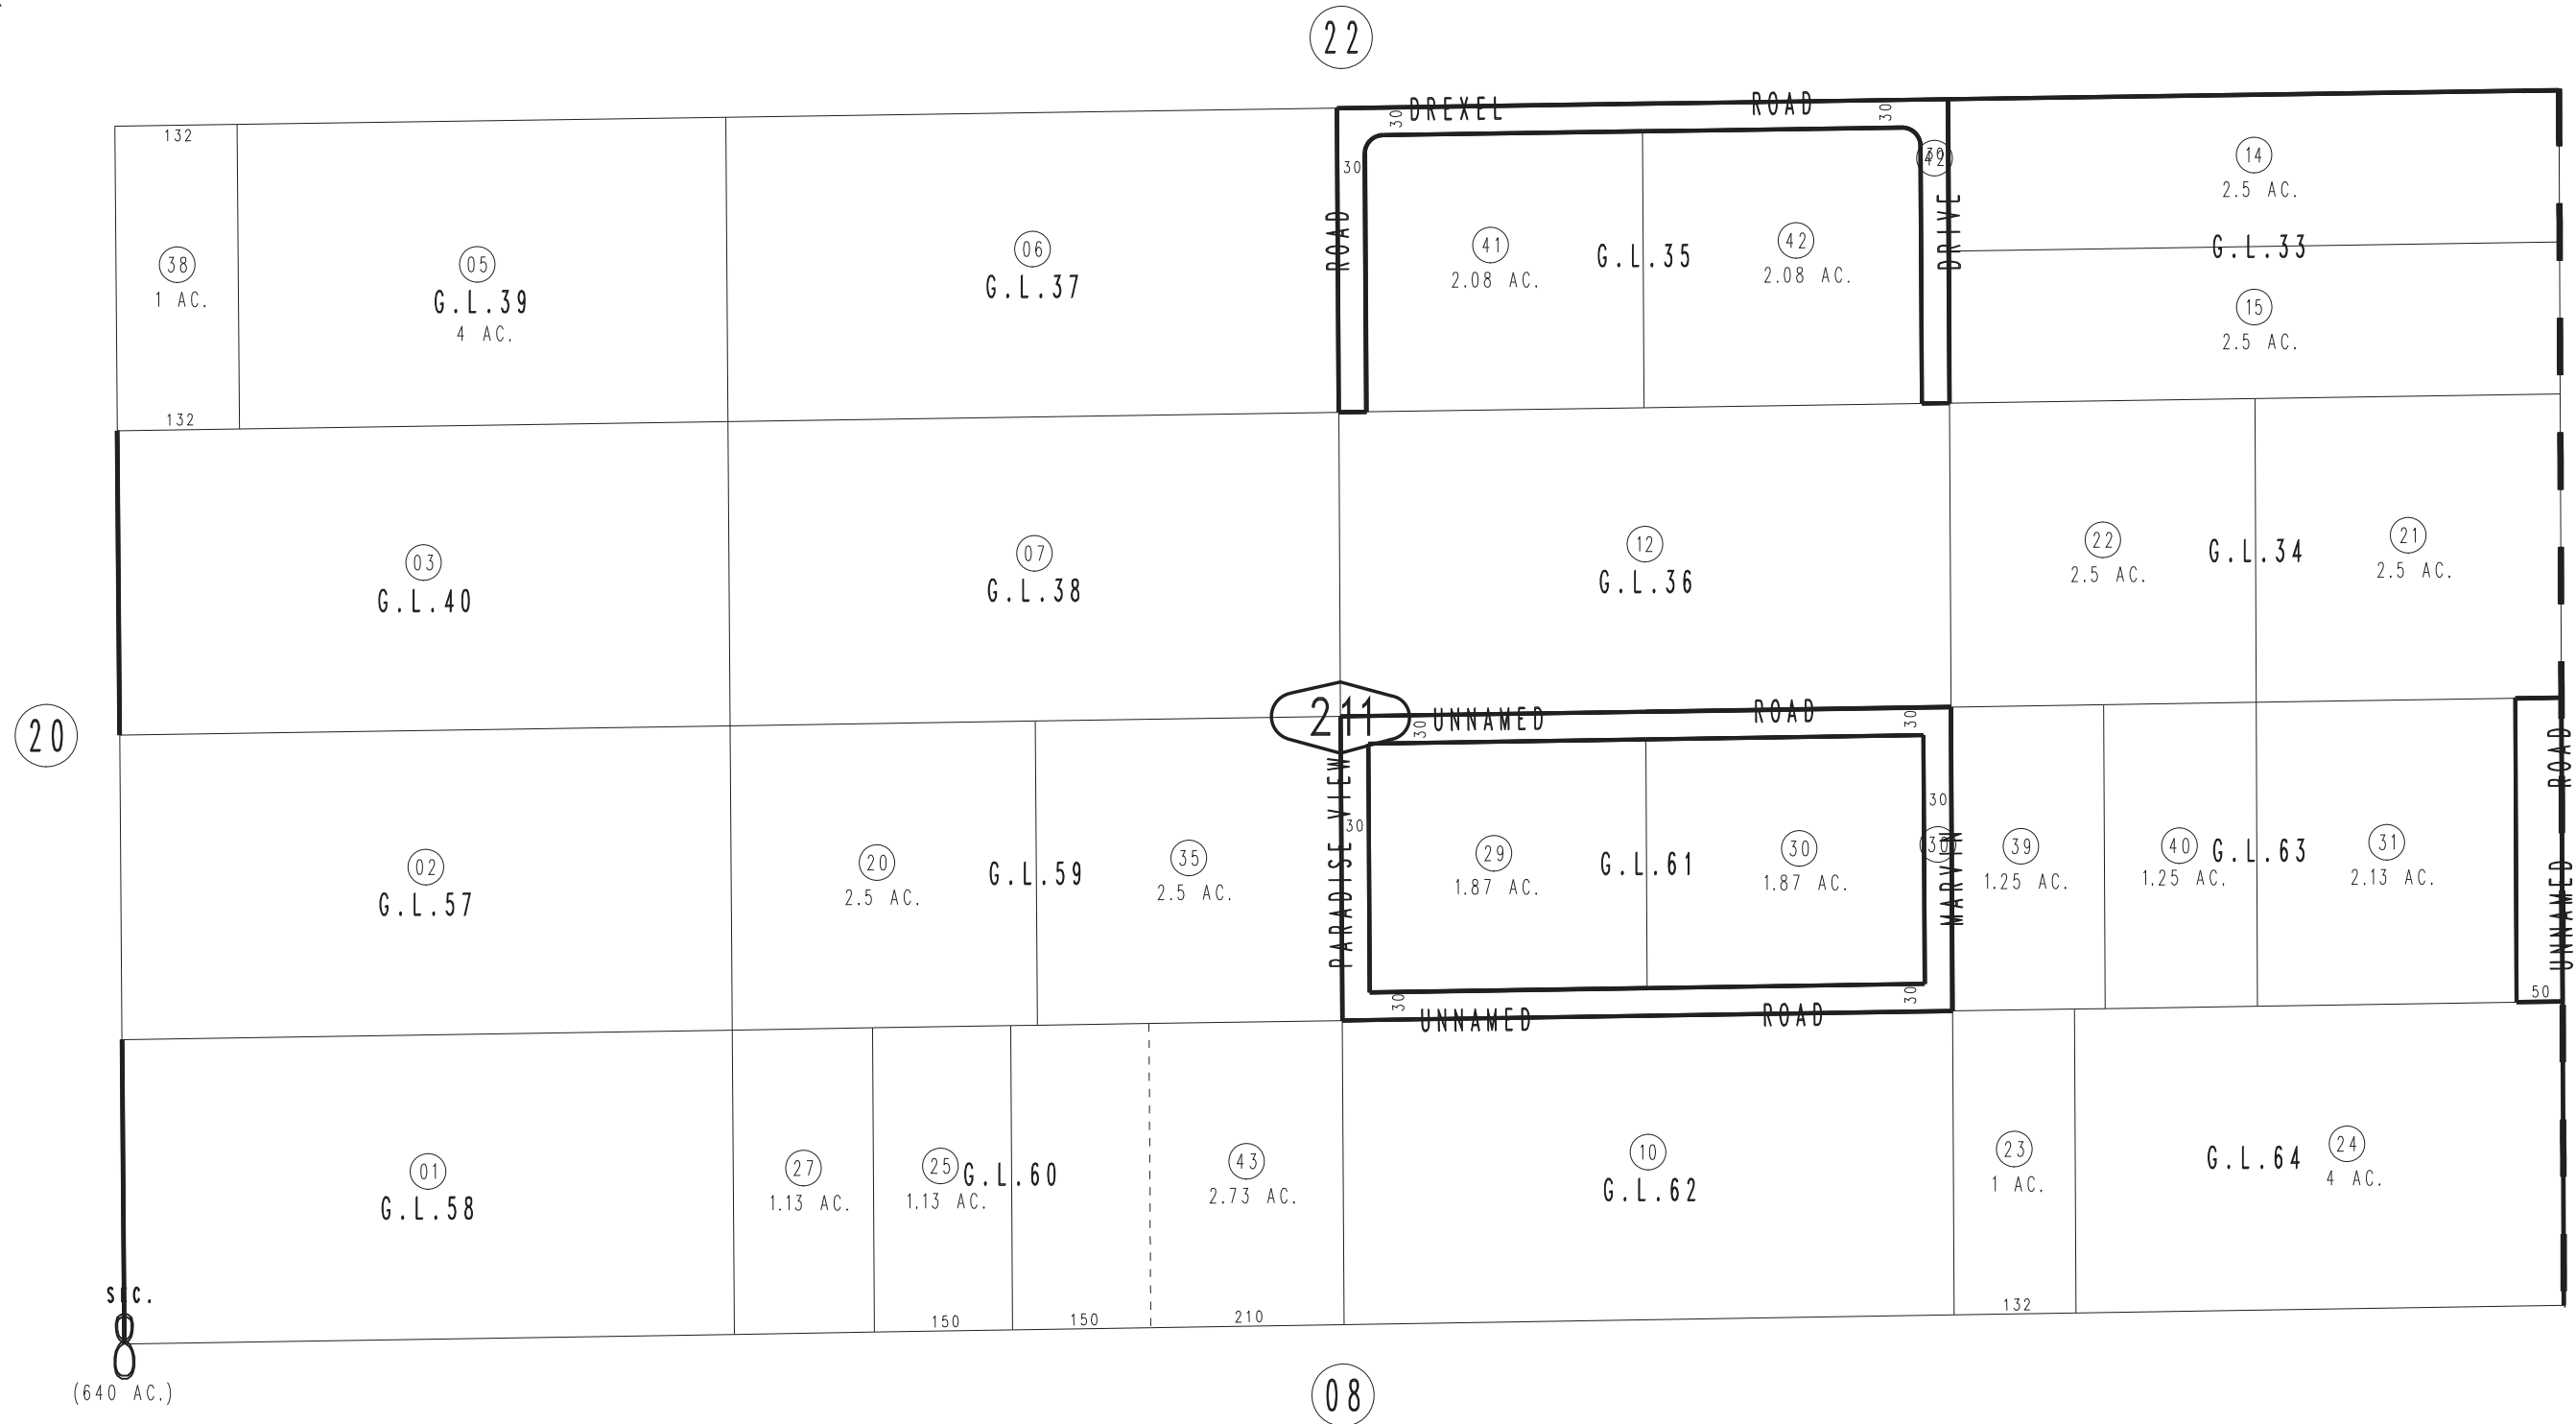 22
DREXEL ROAD
30
30
132
30
30
42
14
2.5 AC.
ROAD
DRIVE
38
1 AC.
05
G.L.39
4 AC.
06
G.L.37
41
2.08 AC.
G.L.35
42
2.08 AC.
G.L.33
15
2.5 AC.
132
03
G.L.40
07
G.L.38
12
G.L.36
22
2.5 AC.
G.L.34
21
2.5 AC.
20
211
UNNAMED ROAD
30
30
PARADISE VIEW
30
30
MARVIN
30
UNNAMED ROAD
02
G.L.57
20
2.5 AC.
G.L.59
35
2.5 AC.
29
1.87 AC.
G.L.61
30
1.87 AC.
39
1.25 AC.
40
1.25 AC.
G.L.63
31
2.13 AC.
50
30
30
UNNAMED ROAD
01
G.L.58
27
1.13 AC.
25
1.13 AC.
G.L.60
43
2.73 AC.
10
G.L.62
23
1 AC.
G.L.64
24
4 AC.
150
150
210
132
8
(640 AC.)
08